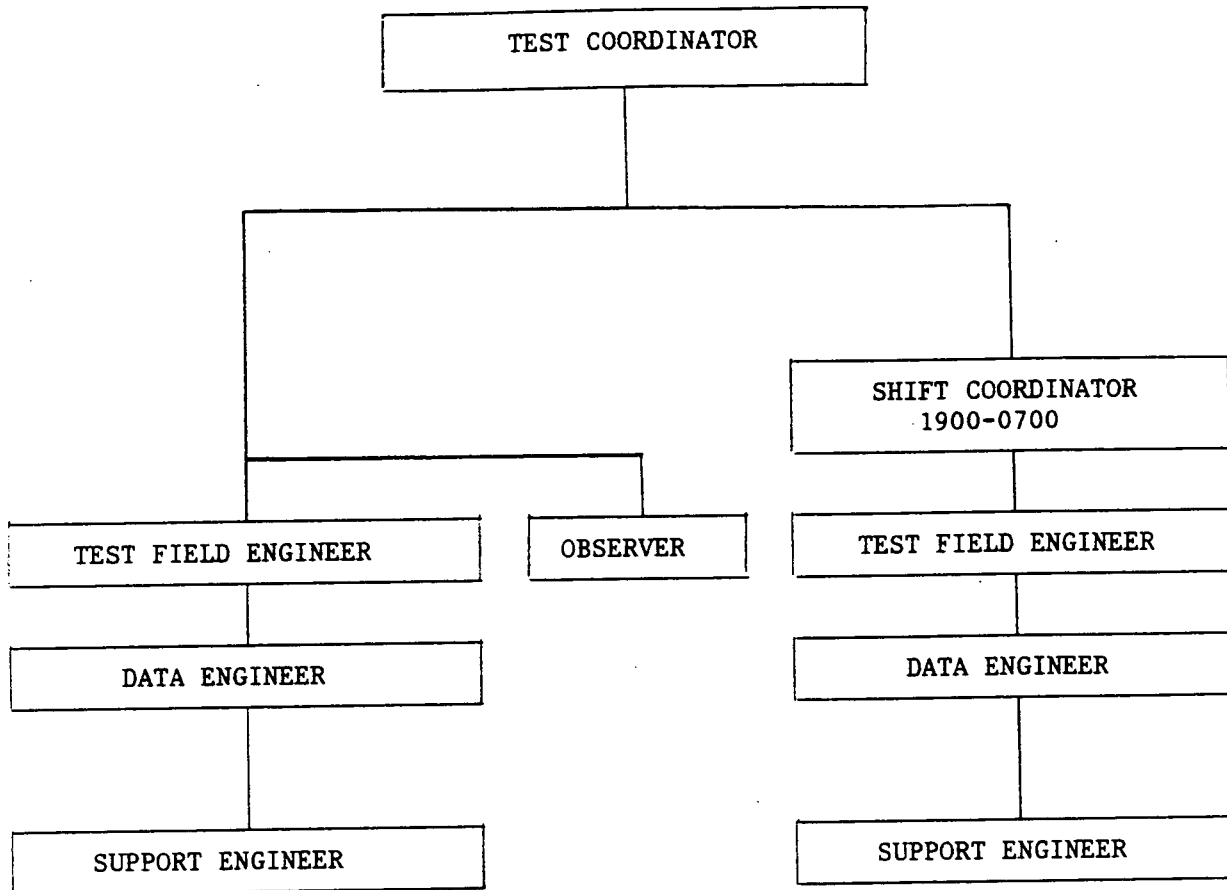 TEST COORDINATOR
SHIFT COORDINATOR
1900-0700
TEST FIELD ENGINEER
OBSERVER
TEST FIELD ENGINEER
DATA ENGINEER
DATA ENGINEER
SUPPORT ENGINEER
SUPPORT ENGINEER